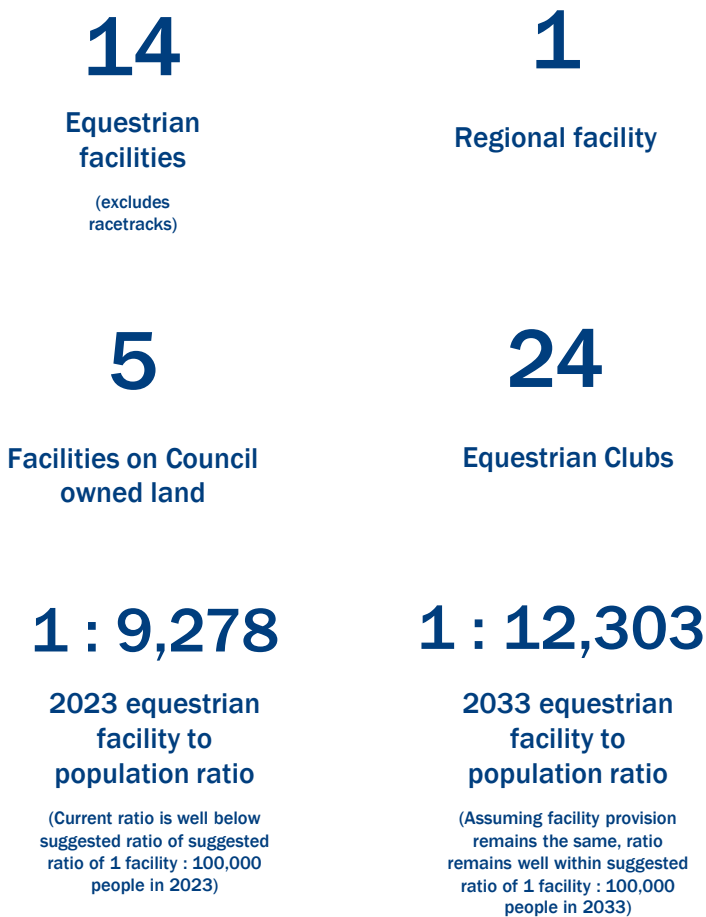 14
Equestrian
facilities
(excludes
racetracks)
1
Regional facility
5
Facilities on Council
owned land
24
Equestrian Clubs
1 : 9,278
2023 equestrian
facility to
population ratio
(Current ratio is well below
suggested ratio of suggested
ratio of 1 facility : 100,000
people in 2023)
1 : 12,303
2033 equestrian
facility to
population ratio
(Assuming facility provision
remains the same, ratio
remains well within suggested
ratio of 1 facility : 100,000
people in 2033)